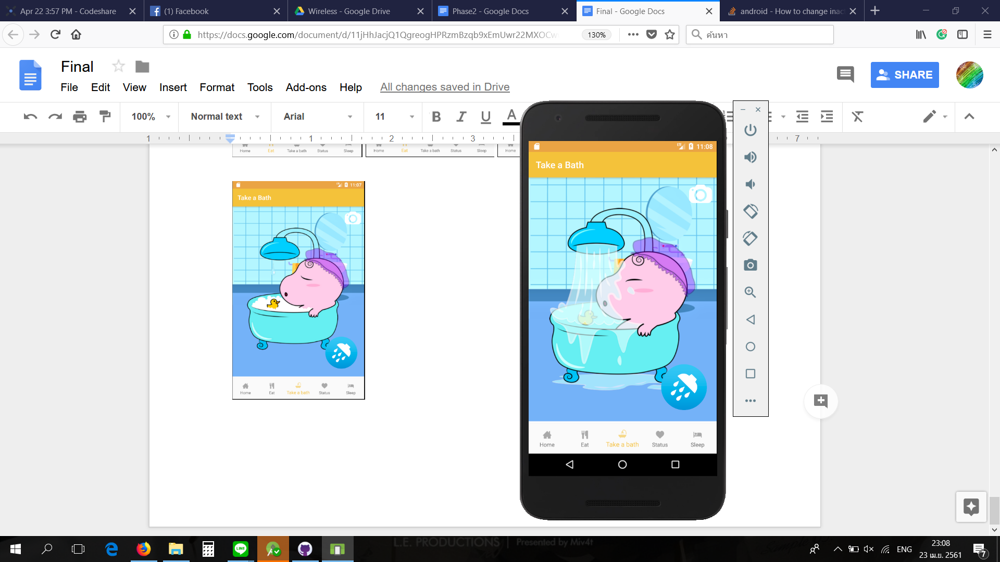 Apr 22 3:57 PM - Codeshare
(1) Facebook
Wireless - Google Drive
Phase2 - Google Docs
Final - Google Docs
android - How to change inac
https://docs.google.com/document/d/11jHhJacjQ1QgreogHPRzmBzqb9xEmUwr22MXOCw
130%
ค้นหา
Final
File Edit View Insert Format Tools Add-ons Help All changes saved in Drive
SHARE
100% Normal text Arial 11 B I U A
1 1 2 3 7
Home Eat Take a bath Status Sleep
Home Eat Take a bath Status Sleep
Home
11:07
Take a Bath
Home Eat Take a bath Status Sleep
LTE 11:08
Take a Bath
Home Eat Take a bath Status Sleep
L.E. PRODUCTIONS | Presented by Miv4t
ENG
23:08
23 เม.ย. 2561
7